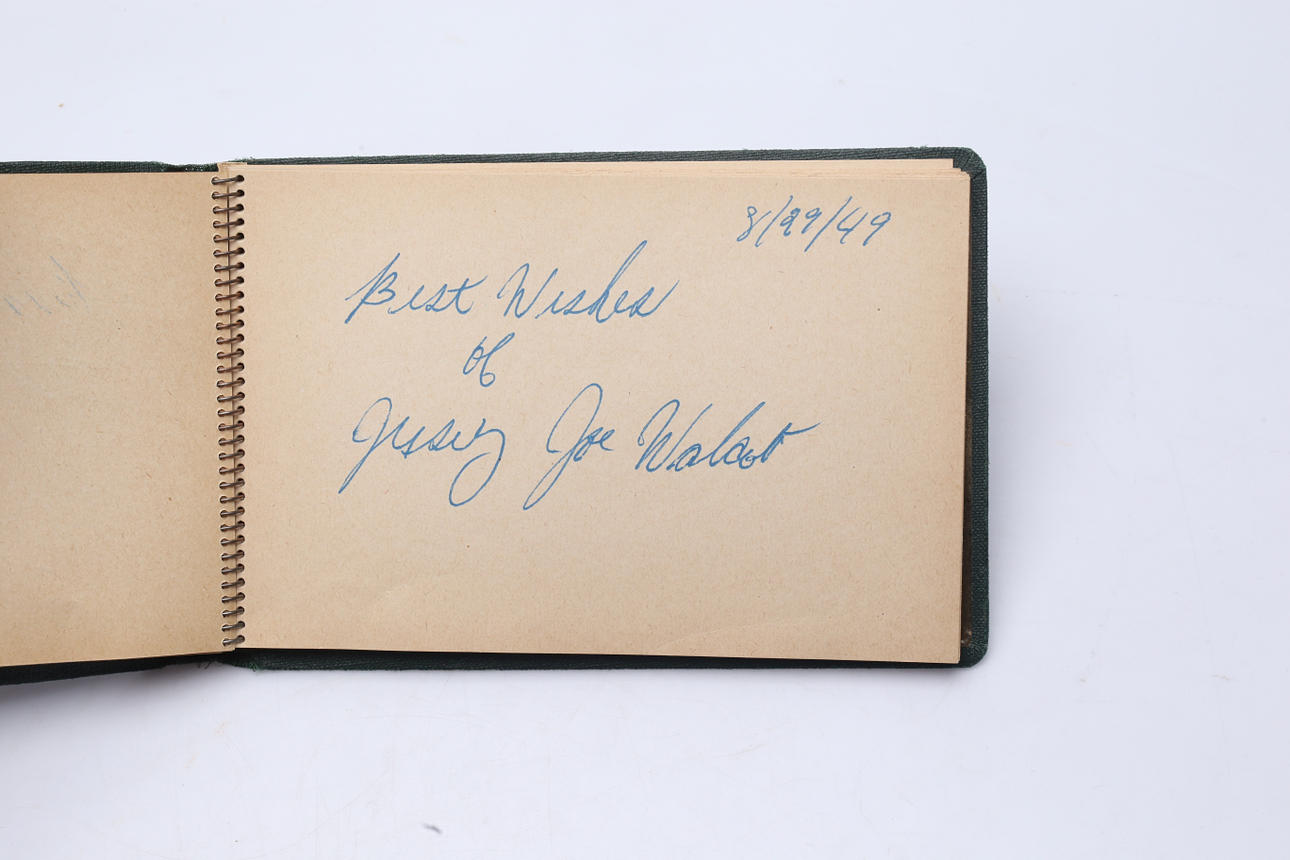 8/29/49
Best Wishes
of
Jersey Joe Walcott